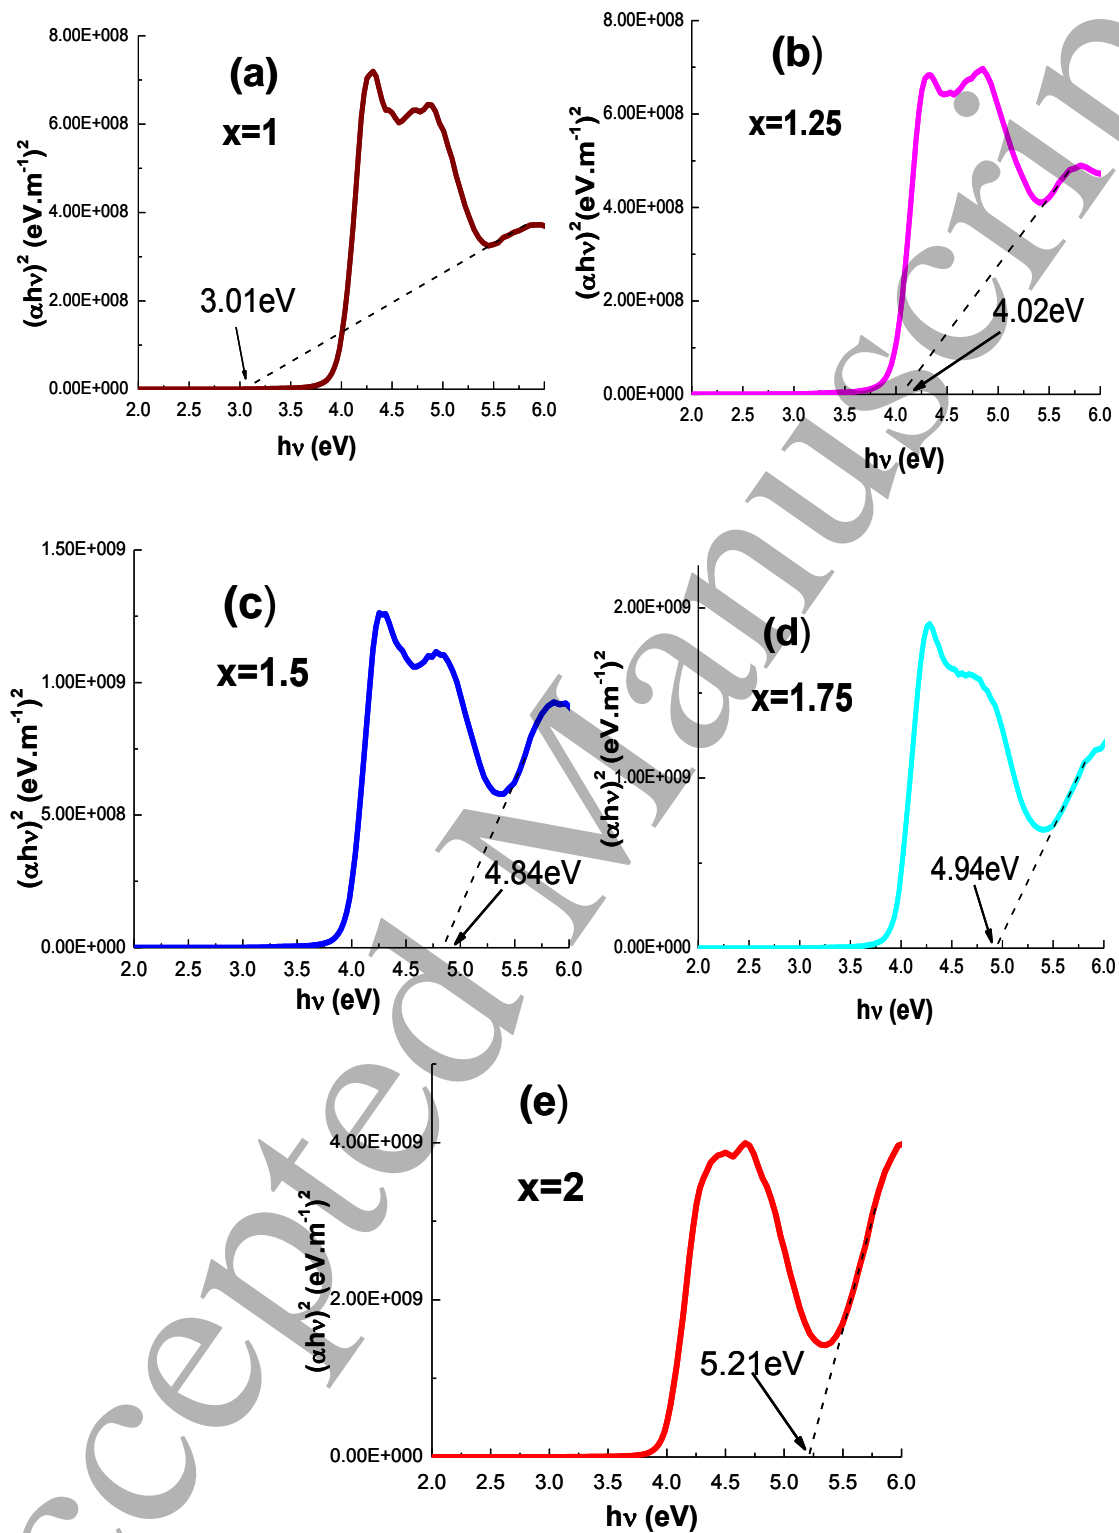 (a)
x=1
(αhν)² (eV.m⁻¹)²
8.00E+008
6.00E+008
4.00E+008
2.00E+008
0.00E+000
3.01eV
2.0 2.5 3.0 3.5 4.0 4.5 5.0 5.5 6.0
hν (eV)
(b)
x=1.25
(αhν)²(eV.m⁻¹)²
8.00E+008
6.00E+008
4.00E+008
2.00E+008
0.00E+000
4.02eV
2.0 2.5 3.0 3.5 4.0 4.5 5.0 5.5 6.0
hν (eV)
(c)
x=1.5
(αhν)² (eV.m⁻¹)²
1.50E+009
1.00E+009
5.00E+008
0.00E+000
4.84eV
2.0 2.5 3.0 3.5 4.0 4.5 5.0 5.5 6.0
hν (eV)
(d)
x=1.75
(αhν)² (eV.m⁻¹)²
2.00E+009
1.00E+009
0.00E+000
4.94eV
2.0 2.5 3.0 3.5 4.0 4.5 5.0 5.5 6.0
hν (eV)
(e)
x=2
(αhν)² (eV.m⁻¹)²
4.00E+009
2.00E+009
0.00E+000
5.21eV
2.0 2.5 3.0 3.5 4.0 4.5 5.0 5.5 6.0
hν (eV)
ccepted Manuscrip